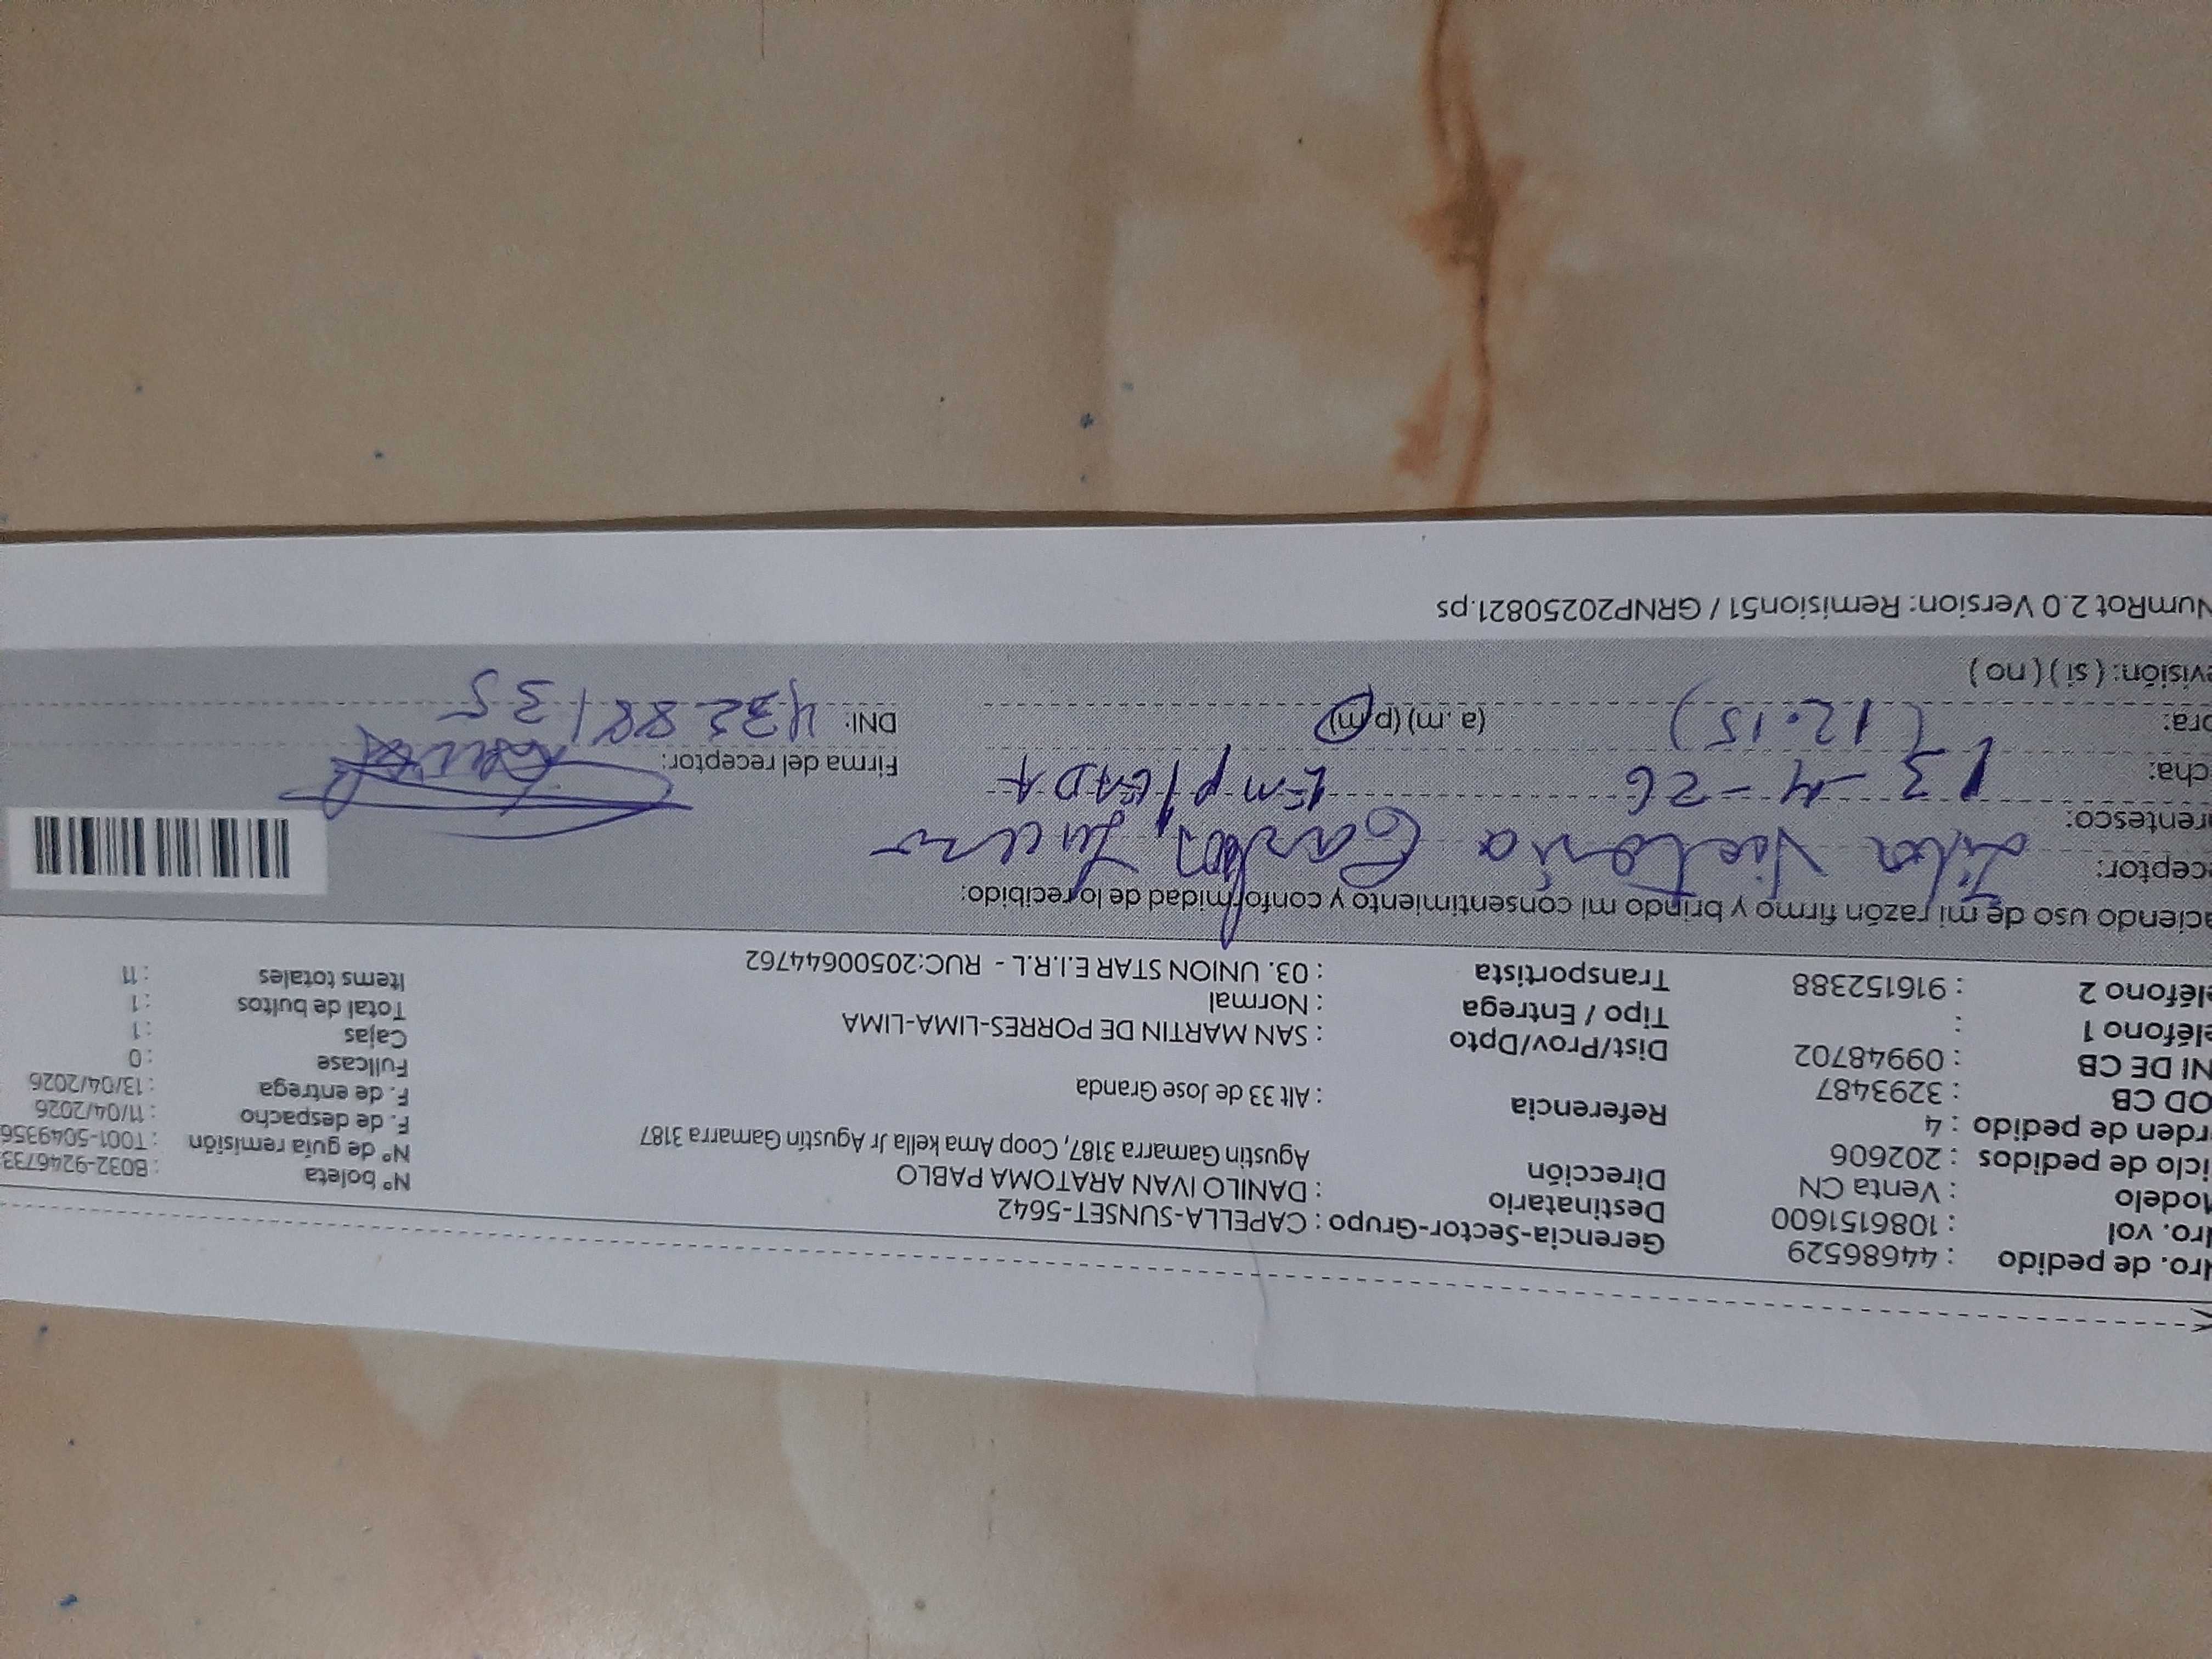 Nro. de pedido : 44686529 Gerencia-Sector-Grupo : CAPELLA-SUNSET-5642
Nro. vol : 1086151600 Destinatario : DANILO IVAN ARATOMA PABLO Nº boleta : B032-9246733
Modelo : Venta CN Dirección Agustin Gamarra 3187, Coop Ama kella Jr Agustín Gamarra 3187 Nº de guía remisión : T001-5049356
iclo de pedidos : 202606 F. de despacho : 11/04/2026
rden de pedido : 4 Referencia : Alt 33 de Jose Granda F. de entrega : 13/04/2026
OD CB : 3293487 Fullcase : 0
NI DE CB : 09948702 Dist/Prov/Dpto : SAN MARTIN DE PORRES-LIMA-LIMA Cajas : 1
eléfono 1 : Tipo / Entrega : Normal Total de bultos : 1
eléfono 2 : 916152388 Transportista : 03. UNION STAR E.I.R.L - RUC:20500644762 Items totales : 11
aciendo uso de mi razón firmo y brindo mi consentimiento y conformidad de lo recibido:
ceptor: Victoria
rentesco: EmplEADA Firma del receptor:
cha: 13-4-26
ora: (12:15) (a. m) (p m) DNI: 43288135
evisión: ( si ) ( no )
NumRot 2.0 Version: Remision51 / GRNP20250821.ps